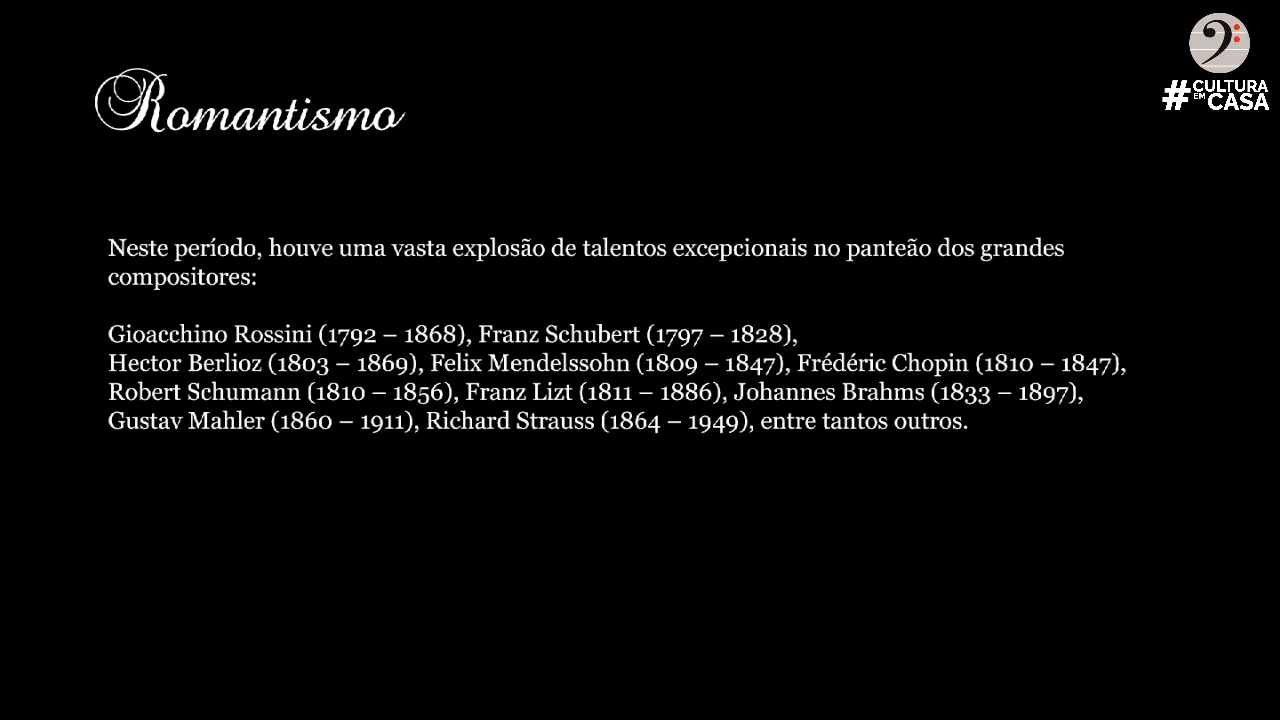 Romantismo
#CULTURA
EM CASA
Neste período, houve uma vasta explosão de talentos excepcionais no panteão dos grandes
compositores:
Gioacchino Rossini (1792 – 1868), Franz Schubert (1797 – 1828),
Hector Berlioz (1803 – 1869), Felix Mendelssohn (1809 – 1847), Frédéric Chopin (1810 – 1847),
Robert Schumann (1810 – 1856), Franz Lizt (1811 – 1886), Johannes Brahms (1833 – 1897),
Gustav Mahler (1860 – 1911), Richard Strauss (1864 – 1949), entre tantos outros.